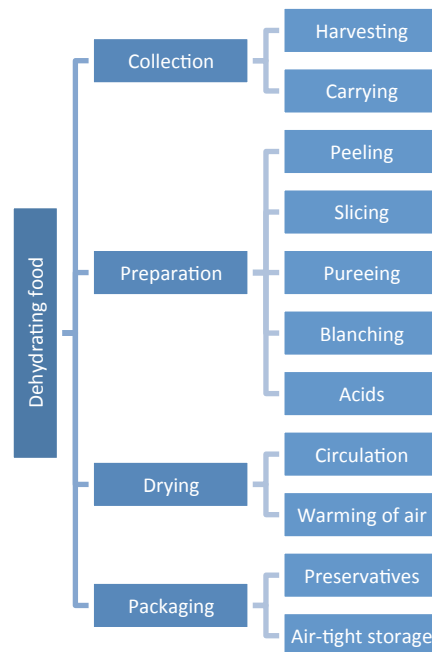 Dehydrating food
Collection
Harvesting
Carrying
Preparation
Peeling
Slicing
Pureeing
Blanching
Acids
Drying
Circulation
Warming of air
Packaging
Preservatives
Air-tight storage